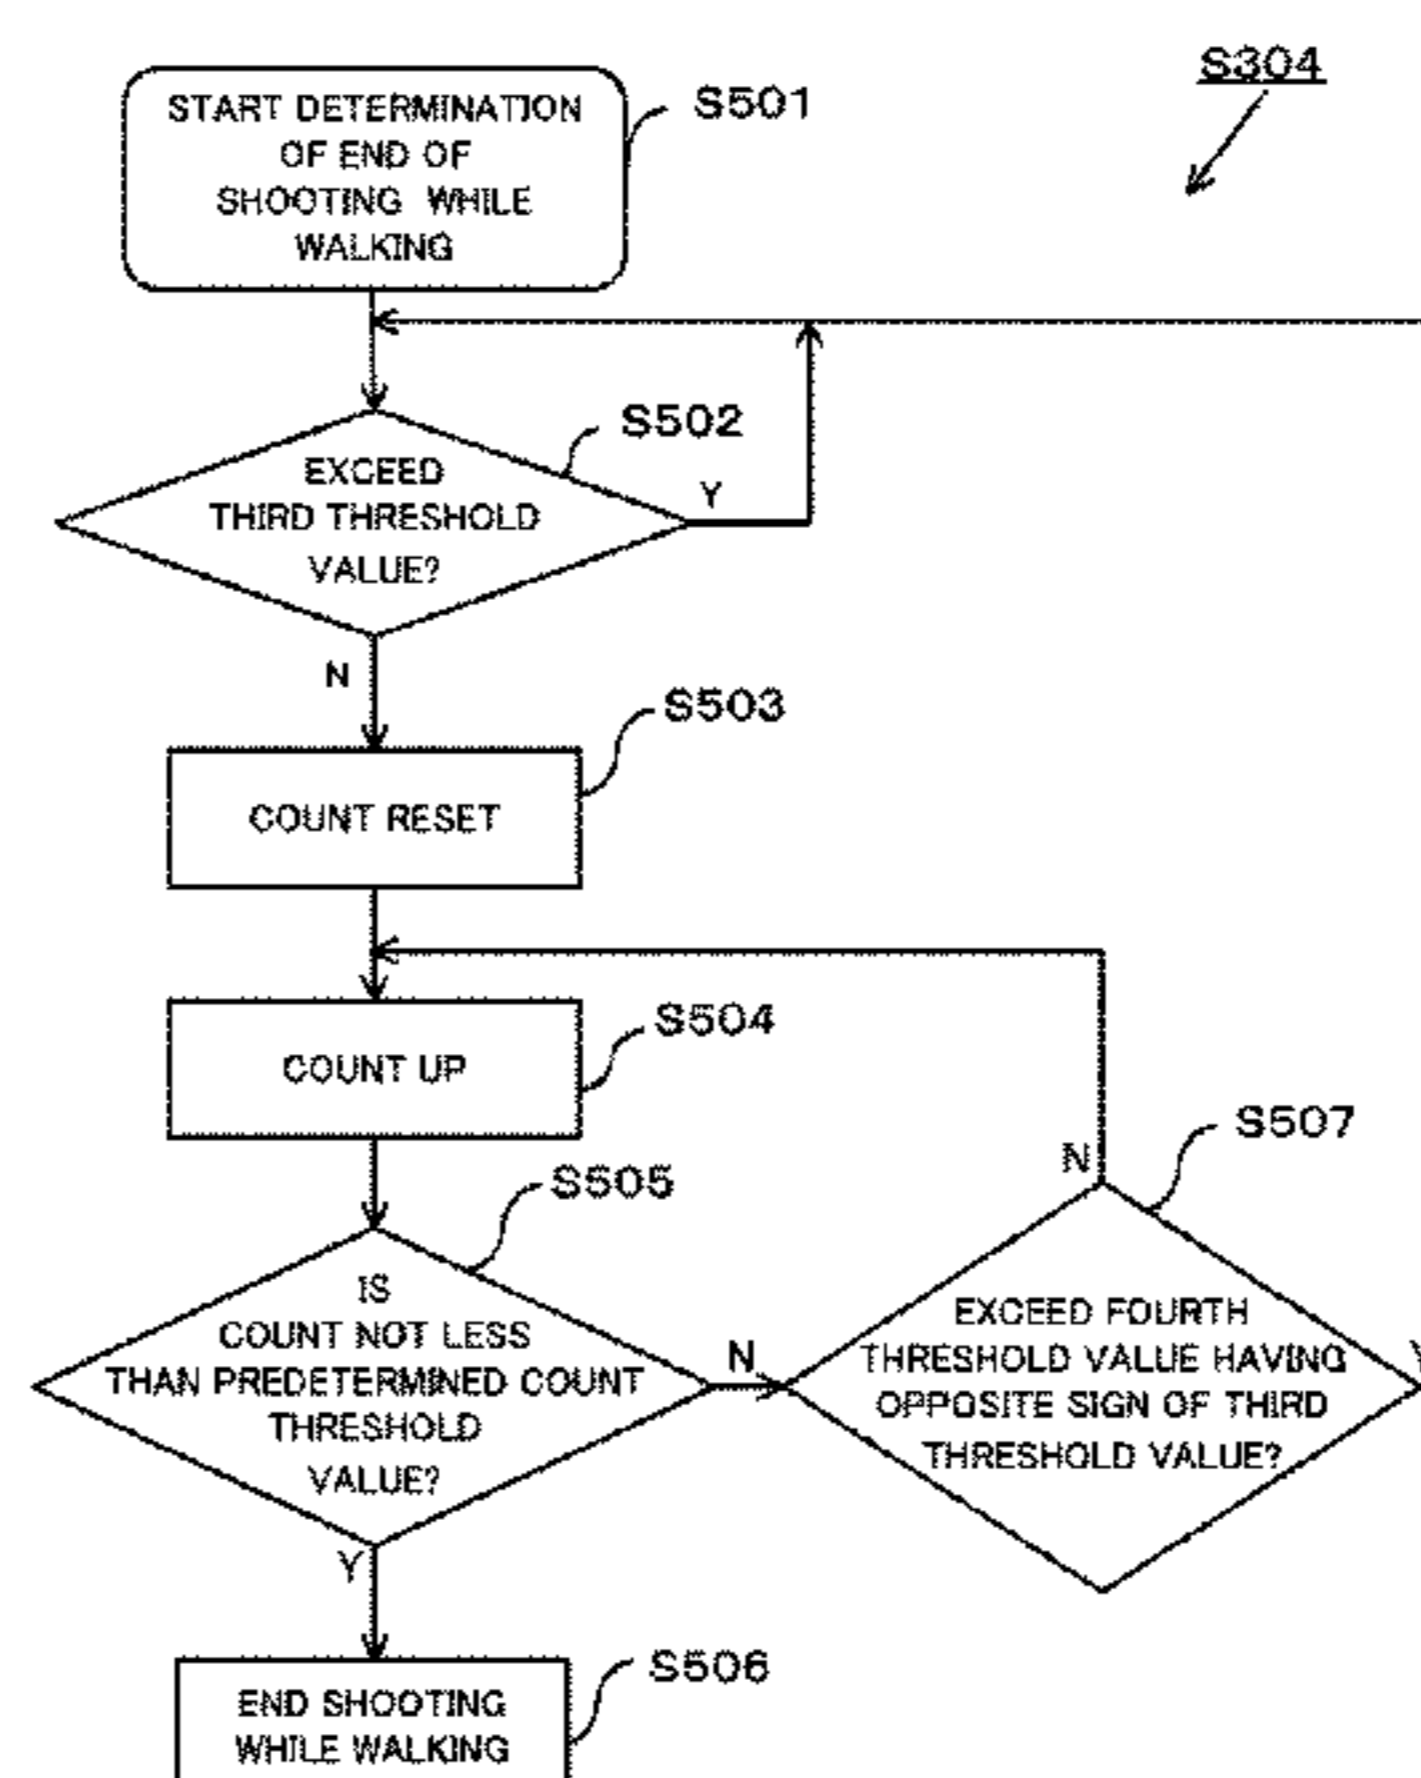 S304
START DETERMINATION
OF END OF
SHOOTING WHILE
WALKING
S501
EXCEED
THIRD THRESHOLD
VALUE?
S502
Y
N
COUNT RESET
S503
COUNT UP
S504
IS
COUNT NOT LESS
THAN PREDETERMINED COUNT
THRESHOLD
VALUE?
S505
N
Y
EXCEED FOURTH
THRESHOLD VALUE HAVING
OPPOSITE SIGN OF THIRD
THRESHOLD VALUE?
S507
N
Y
END SHOOTING
WHILE WALKING
S506